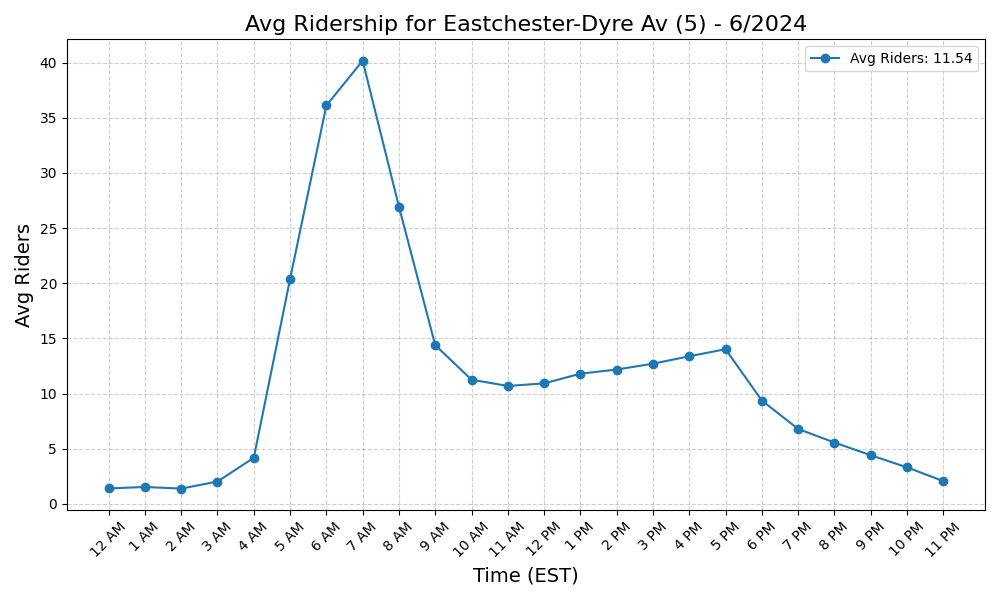 Avg Ridership for Eastchester-Dyre Av (5) - 6/2024
Avg Riders: 11.54
Avg Riders
40
35
30
25
20
15
10
5
0
12 AM
1 AM
2 AM
3 AM
4 AM
5 AM
6 AM
7 AM
8 AM
9 AM
10 AM
11 AM
12 PM
1 PM
2 PM
3 PM
4 PM
5 PM
6 PM
7 PM
8 PM
9 PM
10 PM
11 PM
Time (EST)